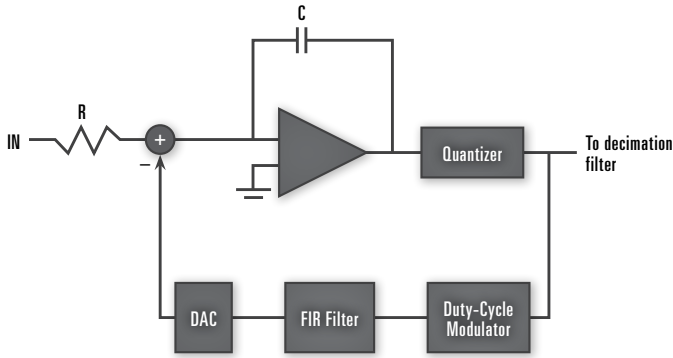 C
R
+
IN
−
Quantizer
To decimation
filter
DAC
FIR Filter
Duty-Cycle
Modulator